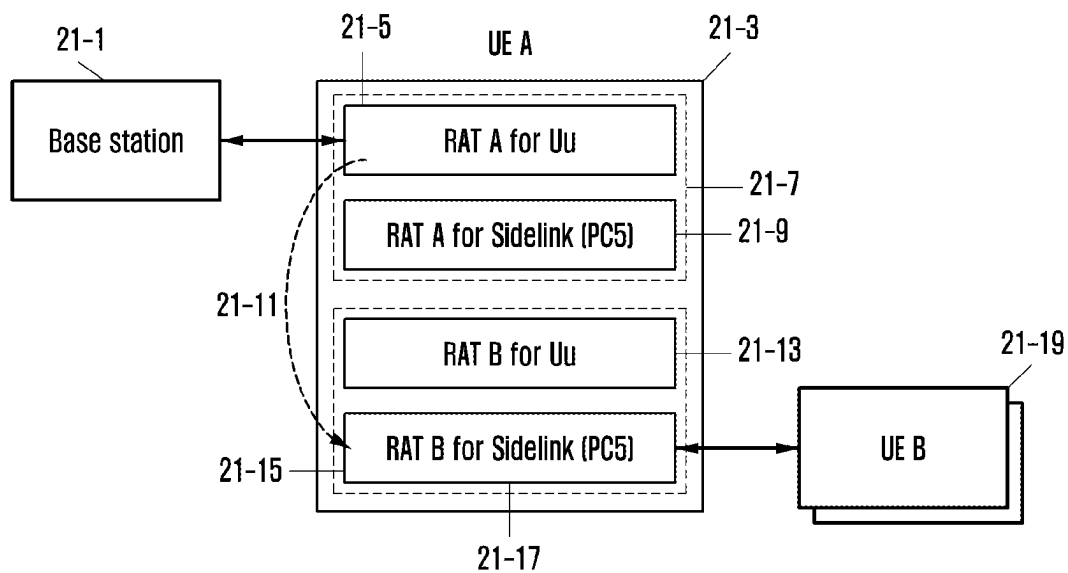 21-1
21-5
UE A
21-3
Base station
RAT A for Uu
21-7
RAT A for Sidelink (PC5)
21-9
21-11
RAT B for Uu
21-13
21-19
RAT B for Sidelink (PC5)
UE B
21-15
21-17